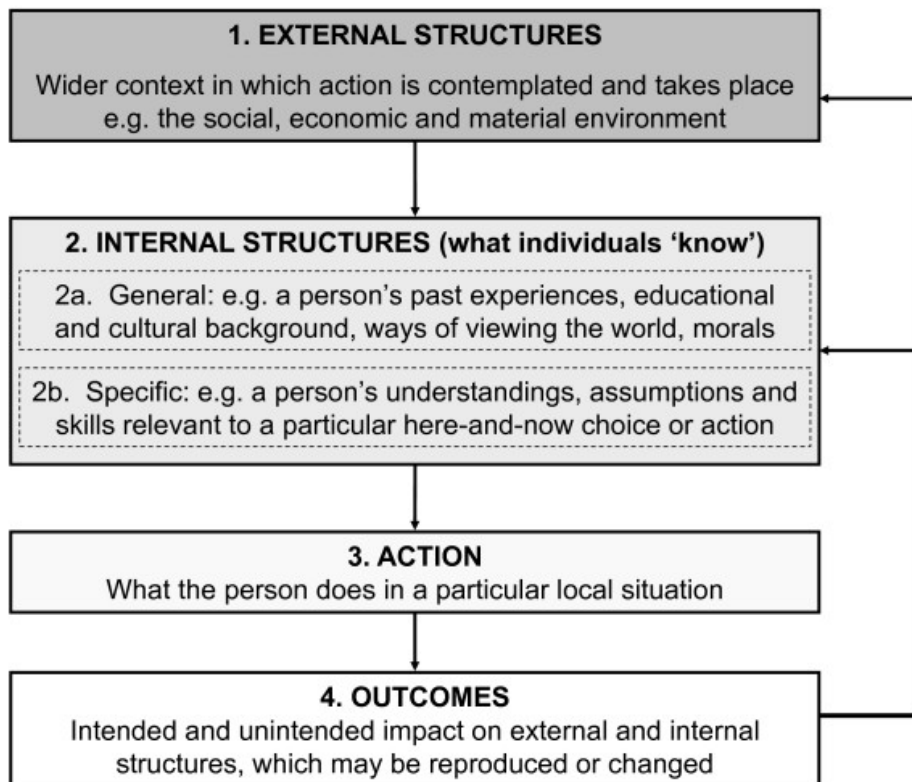 1. EXTERNAL STRUCTURES
Wider context in which action is contemplated and takes place
e.g. the social, economic and material environment
2. INTERNAL STRUCTURES (what individuals ‘know’)
2a. General: e.g. a person’s past experiences, educational
and cultural background, ways of viewing the world, morals
2b. Specific: e.g. a person’s understandings, assumptions and
skills relevant to a particular here-and-now choice or action
3. ACTION
What the person does in a particular local situation
4. OUTCOMES
Intended and unintended impact on external and internal
structures, which may be reproduced or changed